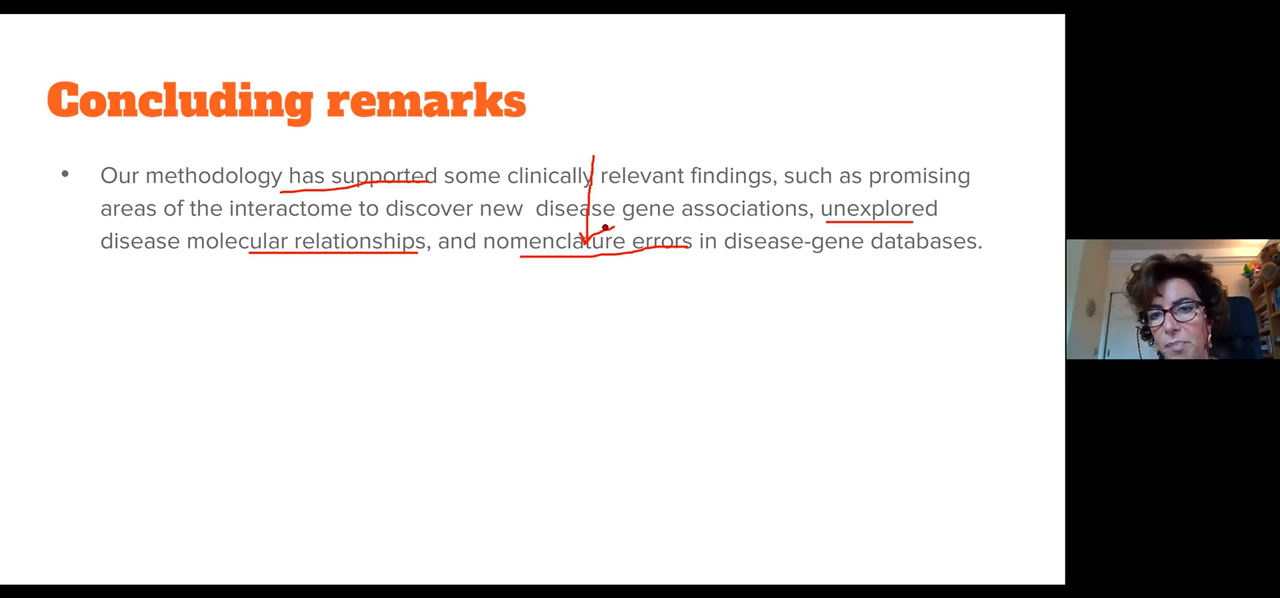 Concluding remarks
• Our methodology has supported some clinically relevant findings, such as promising
areas of the interactome to discover new  disease gene associations, unexplored
disease molecular relationships, and nomenclature errors in disease-gene databases.